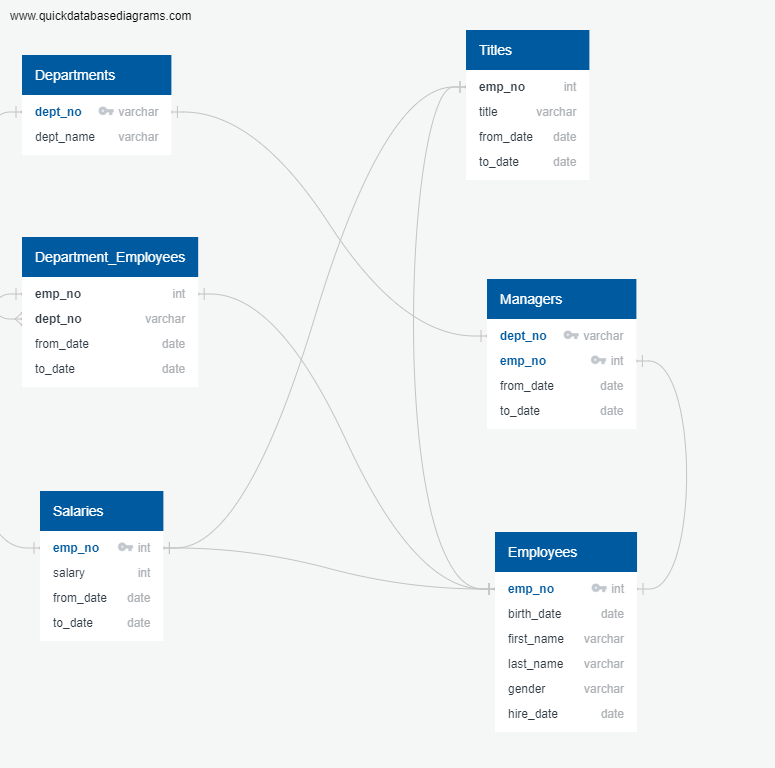 www.quickdatabasediagrams.com
Departments
dept_no varchar
dept_name varchar
Titles
emp_no int
title varchar
from_date date
to_date date
Department_Employees
emp_no int
dept_no varchar
from_date date
to_date date
Managers
dept_no varchar
emp_no int
from_date date
to_date date
Salaries
emp_no int
salary int
from_date date
to_date date
Employees
emp_no int
birth_date date
first_name varchar
last_name varchar
gender varchar
hire_date date